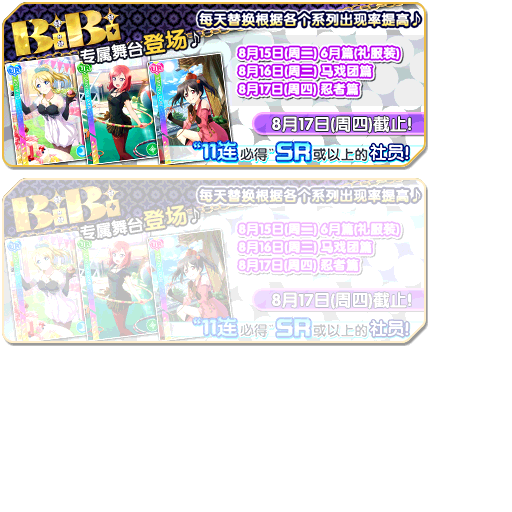 每天替换根据各个系列出现率提高♪
BiBi
专属舞台登场♪
8月15日(周二) 6月篇(礼服装)
8月16日(周三) 马戏团篇
8月17日(周四) 忍者篇
8月17日(周四)截止!
"11连 必得"SR或以上的社员!
每天替换根据各个系列出现率提高♪
BiBi
专属舞台登场♪
8月15日(周二) 6月篇(礼服装)
8月16日(周三) 马戏团篇
8月17日(周四) 忍者篇
8月17日(周四)截止!
"11连 必得"SR或以上的社员!